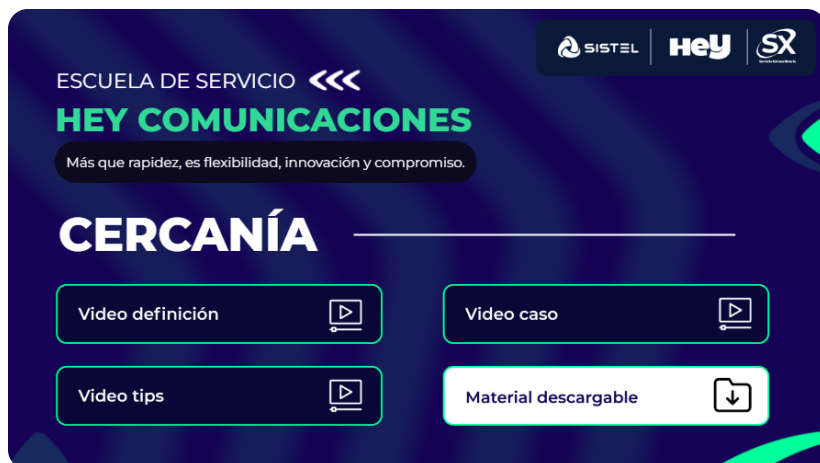 SISTEL
Hey
SX
ESCUELA DE SERVICIO
HEY COMUNICACIONES
Más que rapidez, es flexibilidad, innovación y compromiso.
CERCANÍA
Video definición
Video caso
Video tips
Material descargable